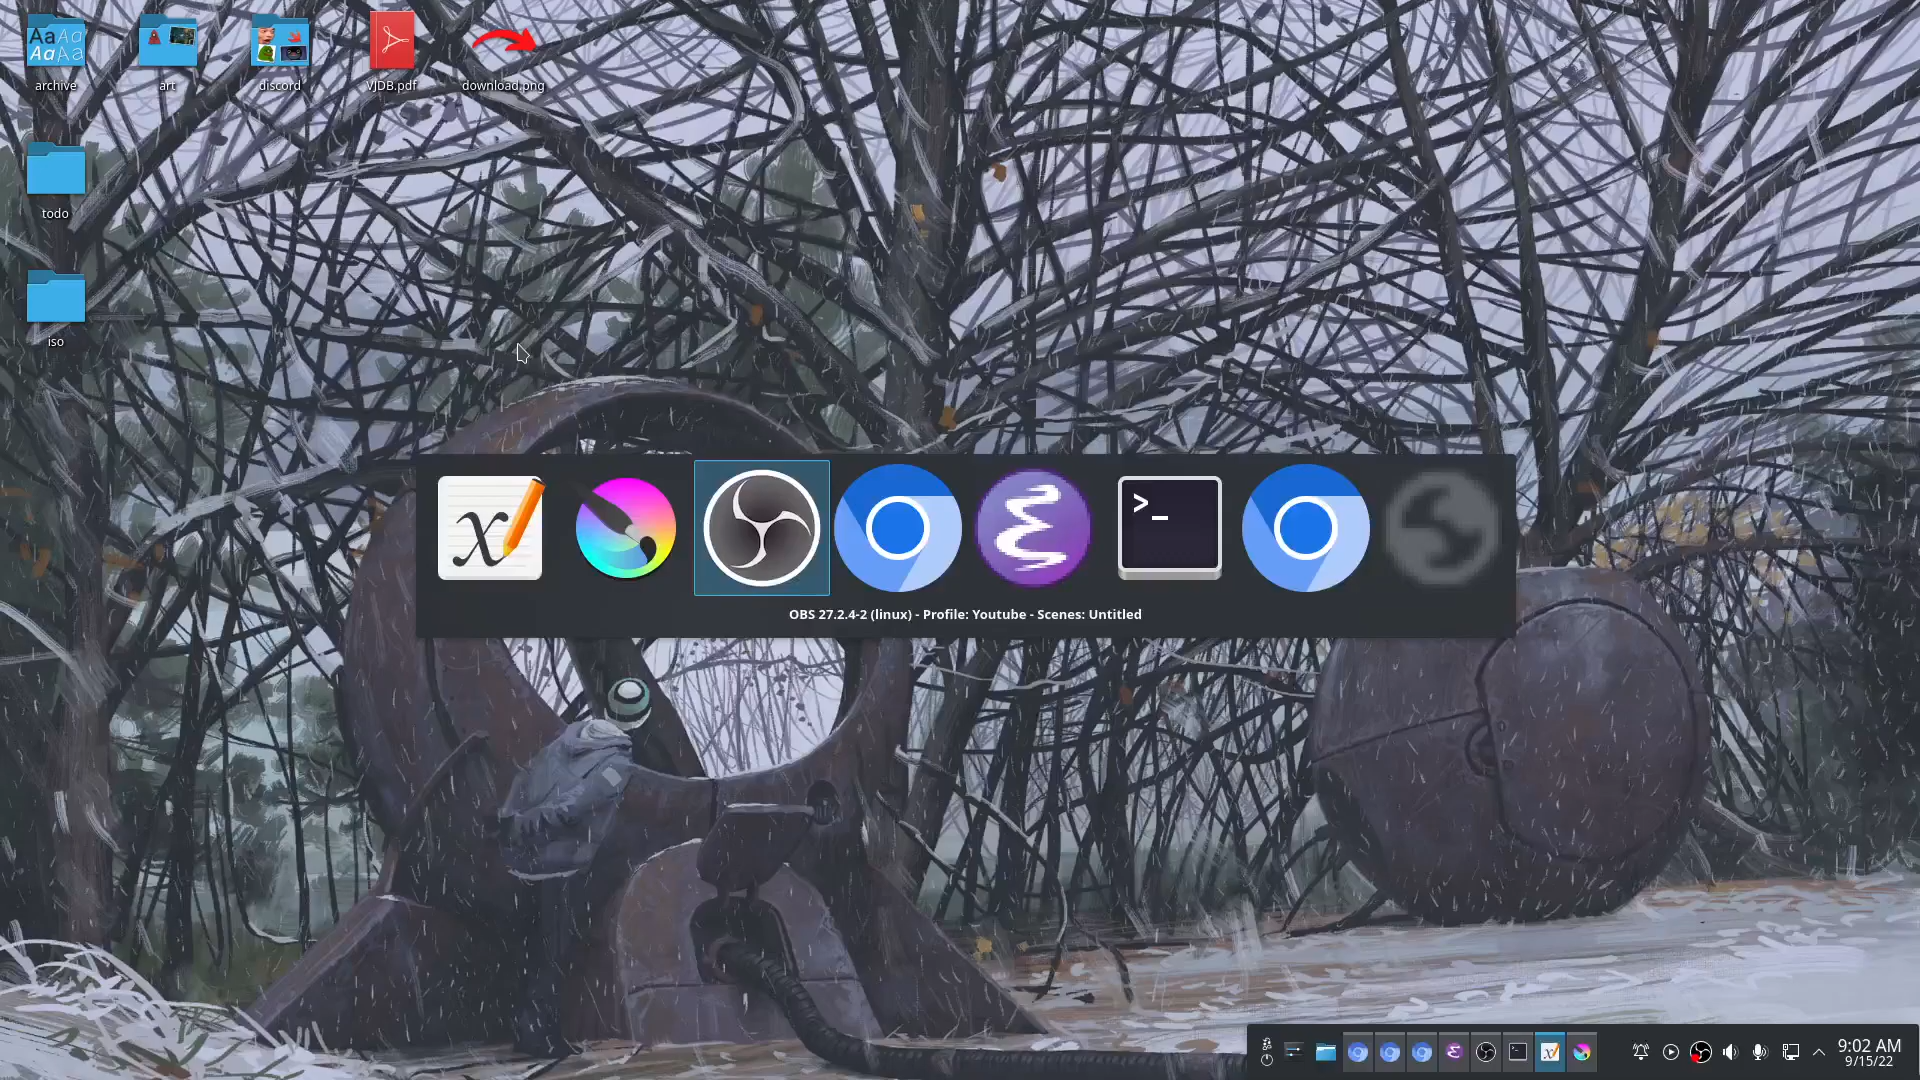 archive
art
discord
VJDB.pdf
download.png
todo
iso
OBS 27.2.4-2 (linux) - Profile: Youtube - Scenes: Untitled
9:02 AM
9/15/22